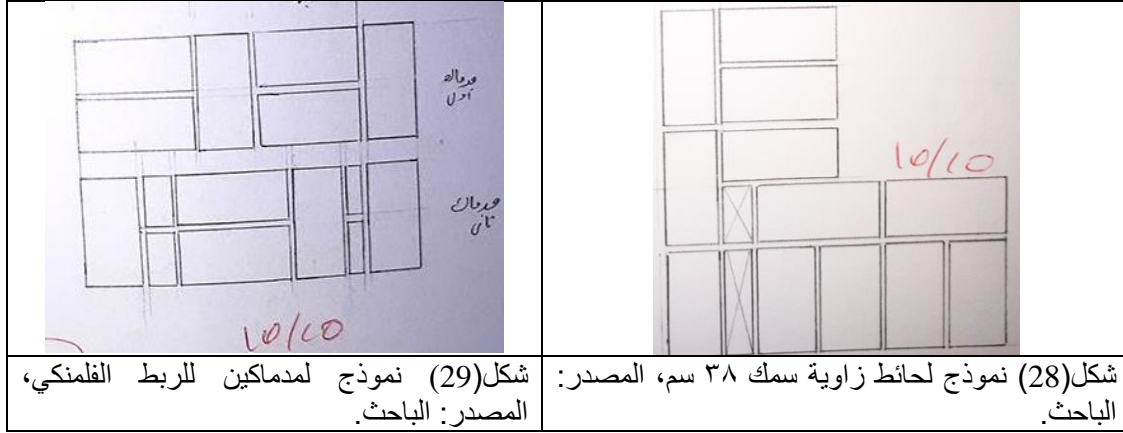 مدماك
أول
مدماك
ثانى
10/10
10/10
شكل(28) نموذج لحائط زاوية سمك ٣٨ سم، المصدر:
الباحث.
شكل(29) نموذج لمدماكين للربط الفلمنكي،
المصدر: الباحث.